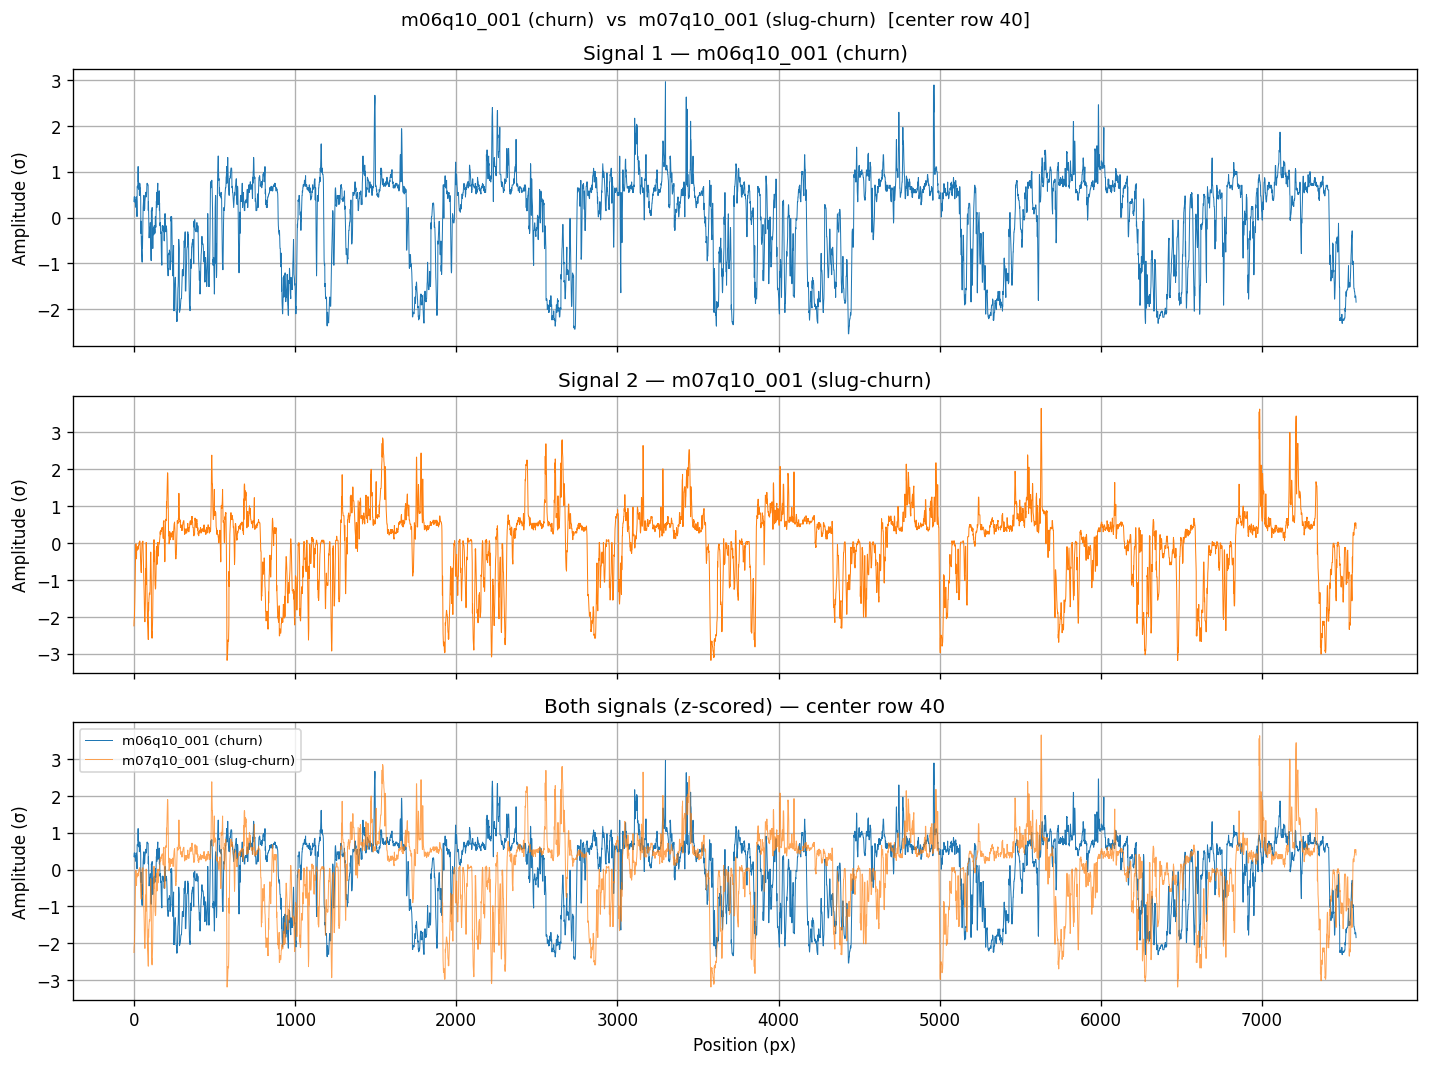 m06q10_001 (churn)  vs  m07q10_001 (slug-churn)  [center row 40]
Signal 1 — m06q10_001 (churn)
Amplitude (σ)
3
2
1
0
−1
−2
Signal 2 — m07q10_001 (slug-churn)
Amplitude (σ)
3
2
1
0
−1
−2
−3
Both signals (z-scored) — center row 40
m06q10_001 (churn)
m07q10_001 (slug-churn)
Amplitude (σ)
3
2
1
0
−1
−2
−3
0 1000 2000 3000 4000 5000 6000 7000
Position (px)